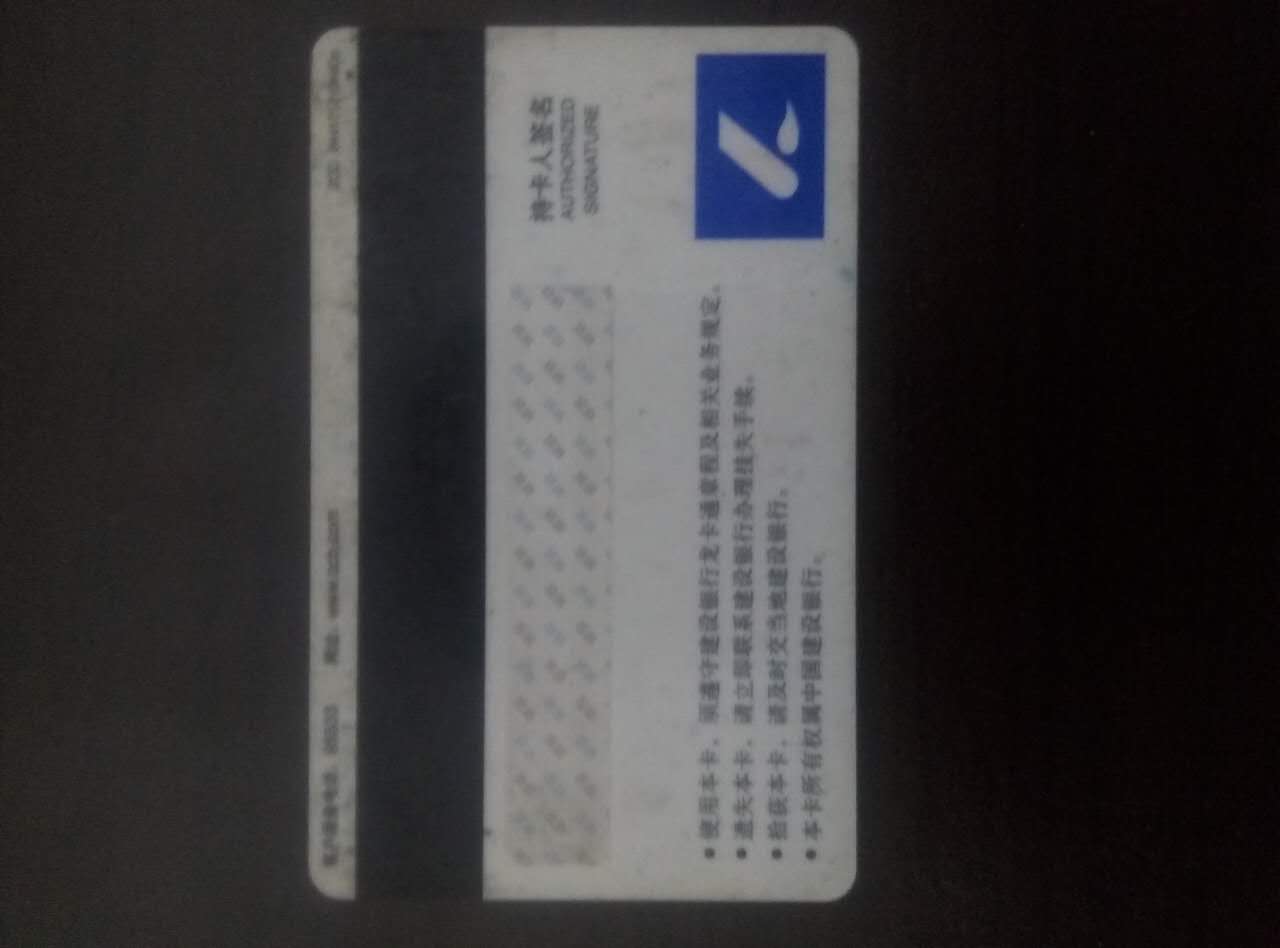 客户服务电话：95533 网址：www.ccb.com
持卡人签名
AUTHORIZED
SIGNATURE
●使用本卡，须遵守建设银行龙卡通章程及相关业务规定。
●遗失本卡，请立即联系建设银行办理挂失手续。
●拾获本卡，请及时交当地建设银行。
●本卡所有权属中国建设银行。